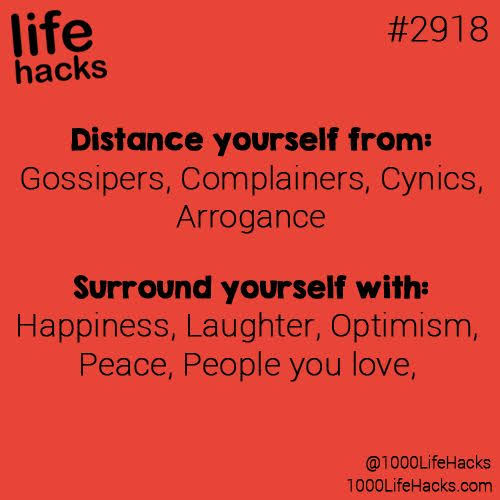 life
hacks
#2918
Distance yourself from:
Gossipers, Complainers, Cynics,
Arrogance
Surround yourself with:
Happiness, Laughter, Optimism,
Peace, People you love,
@1000LifeHacks
1000LifeHacks.com